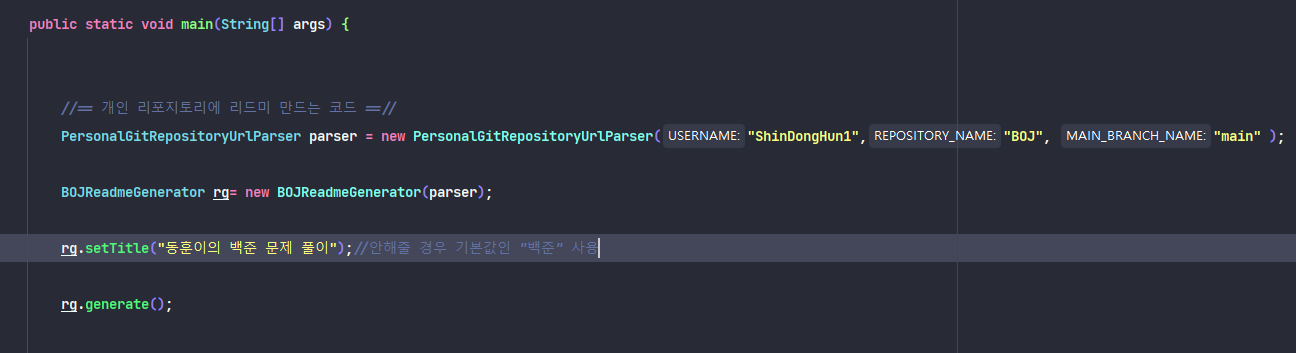 public static void main(String[] args) {
//== 개인 리포지토리에 리드미 만드는 코드 ==//
PersonalGitRepositoryUrlParser parser = new PersonalGitRepositoryUrlParser( USERNAME: "ShinDongHun1", REPOSITORY_NAME: "BOJ", MAIN_BRANCH_NAME: "main" );
BOJReadmeGenerator rg= new BOJReadmeGenerator(parser);
rg.setTitle("동훈이의 백준 문제 풀이");//안해줄 경우 기본값인 "백준" 사용
rg.generate();